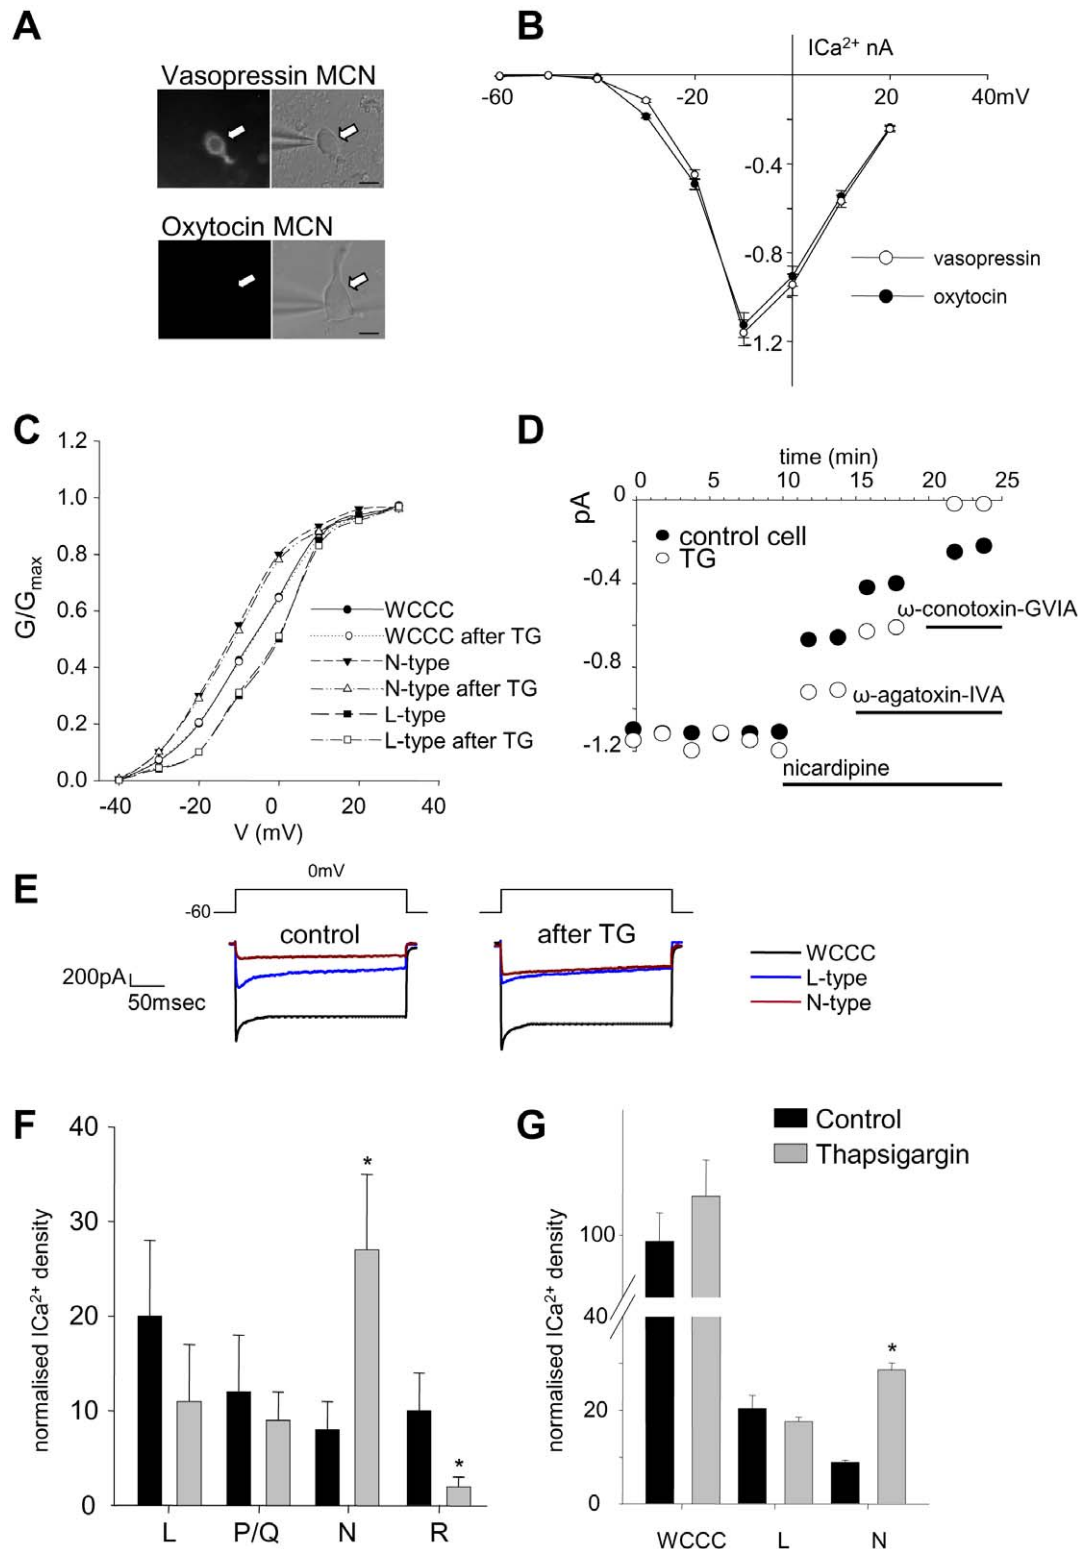 A
Vasopressin MCN
Oxytocin MCN
B
ICa²⁺ nA
-60
-20
20
40mV
-0.4
-0.8
-1.2
vasopressin
oxytocin
C
1.2
1.0
0.8
0.6
0.4
0.2
0.0
G/Gmax
-40
-20
0
20
40
V (mV)
WCCC
WCCC after TG
N-type
N-type after TG
L-type
L-type after TG
D
time (min)
0
5
10
15
20
25
pA
0
-0.4
-0.8
-1.2
control cell
TG
ω-conotoxin-GVIA
ω-agatoxin-IVA
nicardipine
E
0mV
-60
control
after TG
200pA
50msec
WCCC
L-type
N-type
F
40
30
20
10
0
normalised ICa²⁺ density
*
*
L
P/Q
N
R
G
Control
Thapsigargin
100
40
20
0
normalised ICa²⁺ density
*
WCCC
L
N